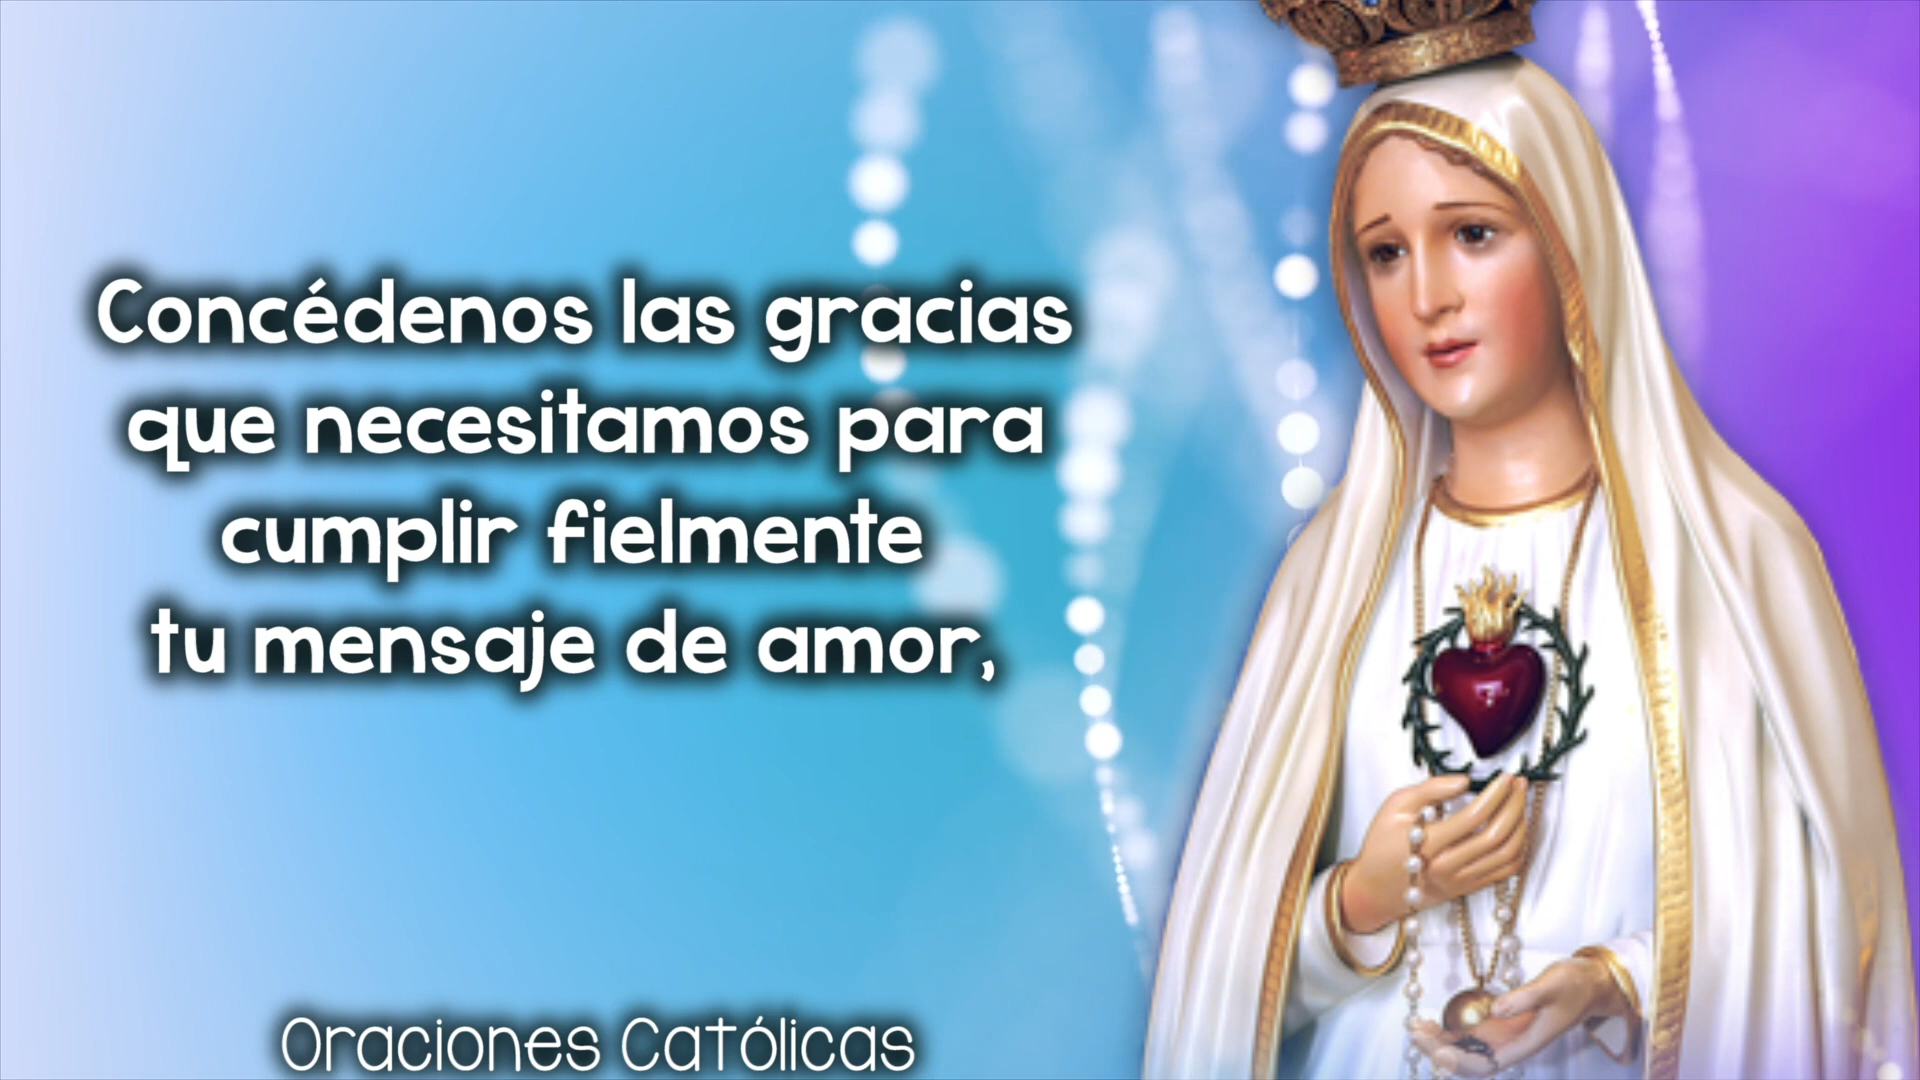 Concédenos las gracias
que necesitamos para
cumplir fielmente
tu mensaje de amor,
Oraciones Católicas